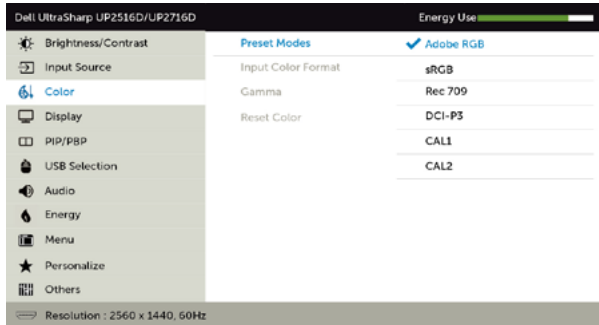 Dell UltraSharp UP2516D/UP2716D Energy Use
Brightness/Contrast Preset Modes Adobe RGB
Input Source Input Color Format sRGB
Color Gamma Rec 709
Display Reset Color DCI-P3
PIP/PBP CAL1
USB Selection CAL2
Audio
Energy
Menu
Personalize
Others
Resolution : 2560 x 1440, 60Hz